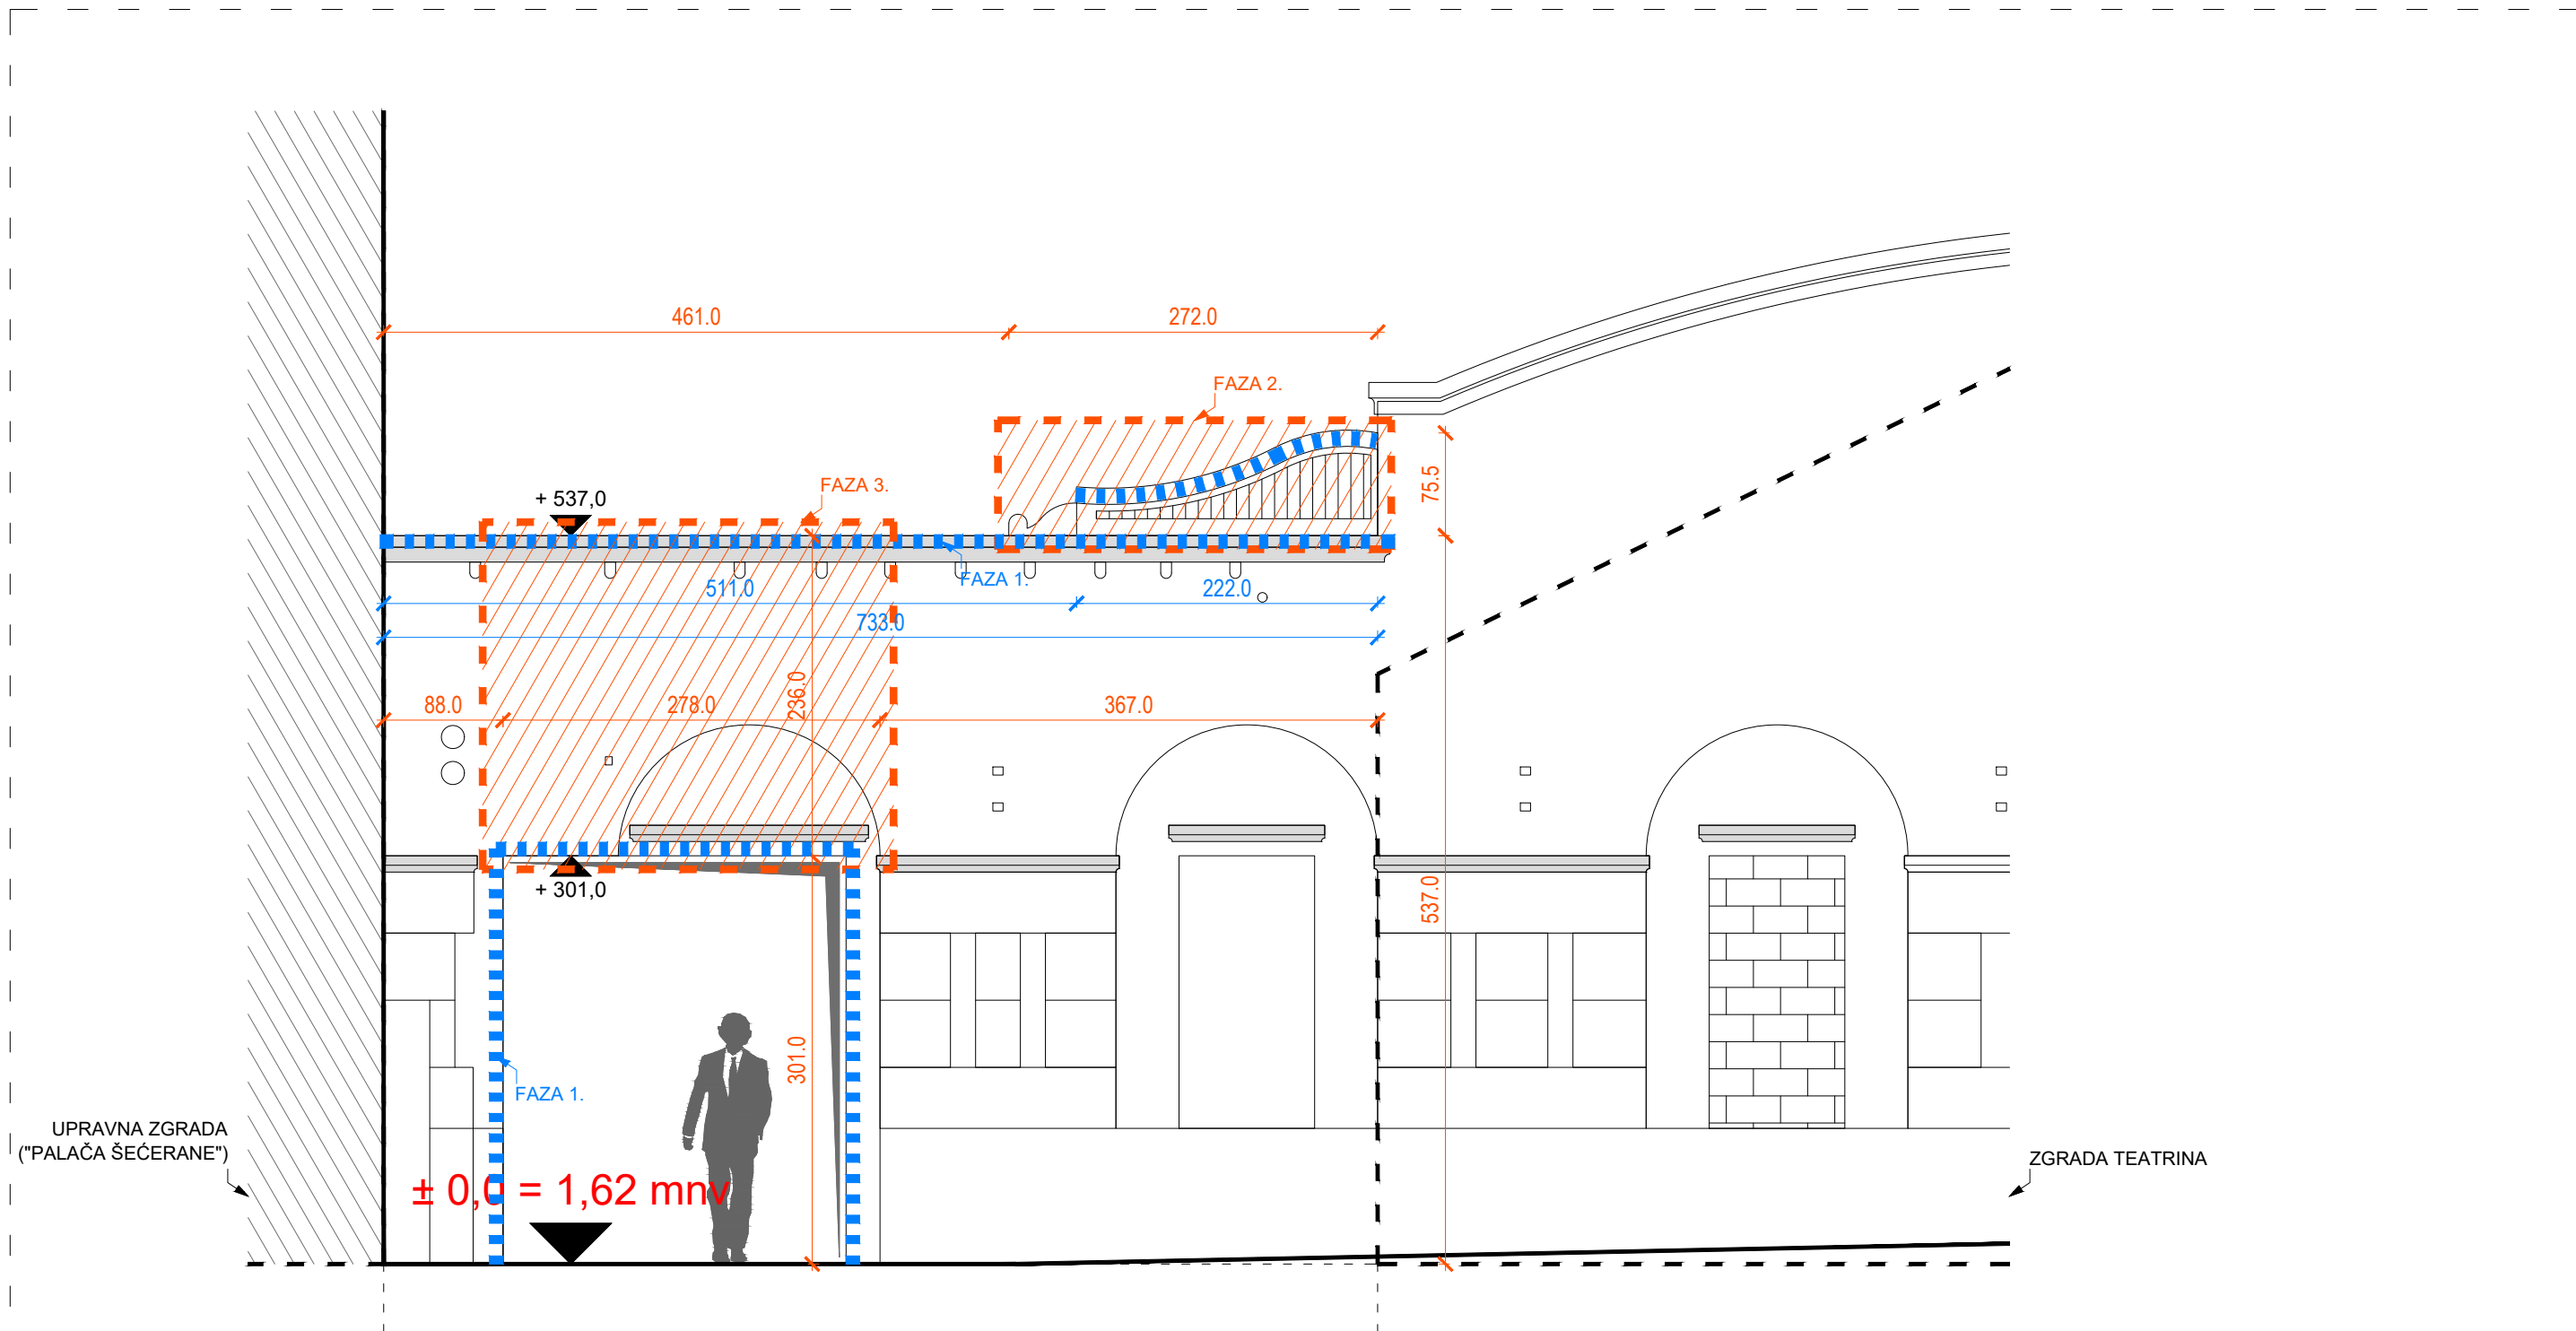 461.0
272.0
FAZA 2.
75.5
FAZA 3.
+ 537,0
FAZA 1.
511.0
222.0
733.0
236.0
88.0
278.0
367.0
+ 301,0
537.0
301.0
FAZA 1.
UPRAVNA ZGRADA
("PALAČA ŠEĆERANE")
± 0,0 = 1,62 mnv
ZGRADA TEATRINA